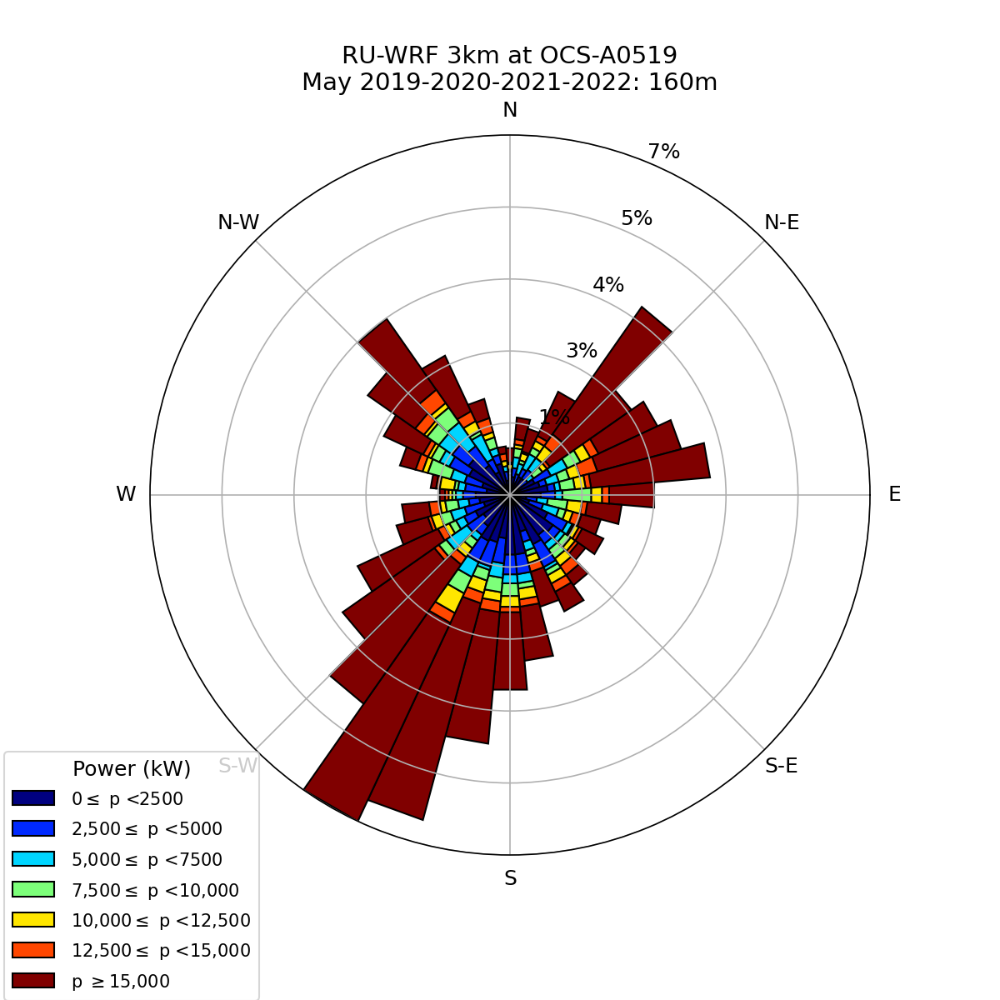 RU-WRF 3km at OCS-A0519
May 2019-2020-2021-2022: 160m
N
7%
N-W
5%
N-E
4%
3%
1%
W
E
S-W
S-E
S
Power (kW)
0≤ p <2500
2,500≤ p <5000
5,000≤ p <7500
7,500≤ p <10,000
10,000≤ p <12,500
12,500≤ p <15,000
p ≥15,000